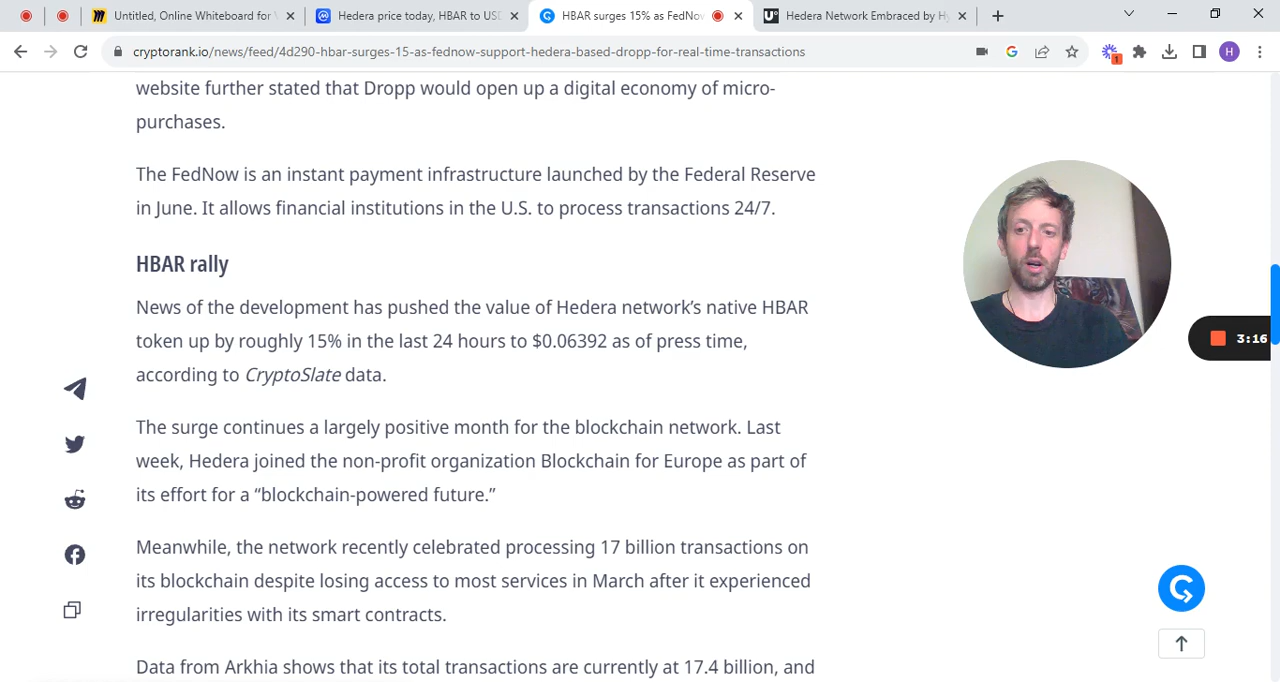 Untitled, Online Whiteboard for
Hedera price today, HBAR to USD
HBAR surges 15% as FedNow
Hedera Network Embraced by Hy
cryptorank.io/news/feed/4d290-hbar-surges-15-as-fednow-support-hedera-based-dropp-for-real-time-transactions
1
H
website further stated that Dropp would open up a digital economy of micro-
purchases.
The FedNow is an instant payment infrastructure launched by the Federal Reserve
in June. It allows financial institutions in the U.S. to process transactions 24/7.
HBAR rally
News of the development has pushed the value of Hedera network’s native HBAR
token up by roughly 15% in the last 24 hours to $0.06392 as of press time,
according to CryptoSlate data.
3:16
The surge continues a largely positive month for the blockchain network. Last
week, Hedera joined the non-profit organization Blockchain for Europe as part of
its effort for a “blockchain-powered future.”
Meanwhile, the network recently celebrated processing 17 billion transactions on
its blockchain despite losing access to most services in March after it experienced
irregularities with its smart contracts.
Data from Arkhia shows that its total transactions are currently at 17.4 billion, and